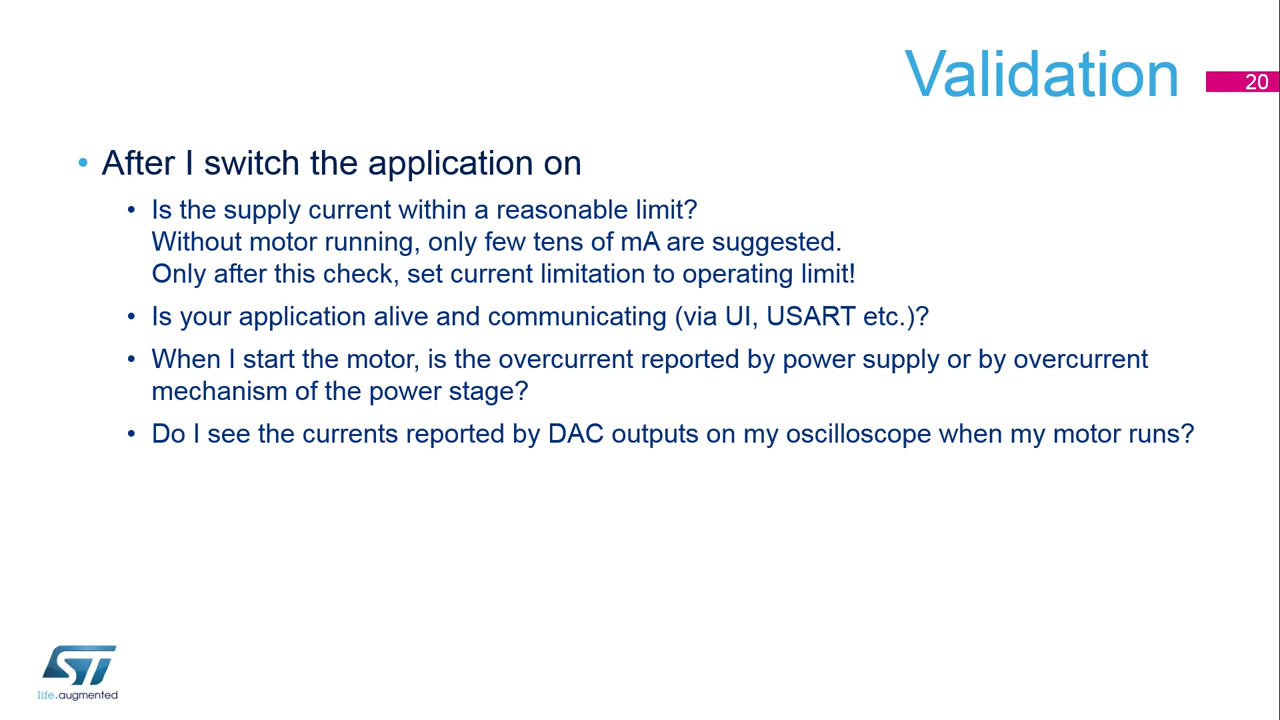 Validation
20
• After I switch the application on
• Is the supply current within a reasonable limit?
Without motor running, only few tens of mA are suggested.
Only after this check, set current limitation to operating limit!
• Is your application alive and communicating (via UI, USART etc.)?
• When I start the motor, is the overcurrent reported by power supply or by overcurrent
mechanism of the power stage?
• Do I see the currents reported by DAC outputs on my oscilloscope when my motor runs?
ST
life.augmented